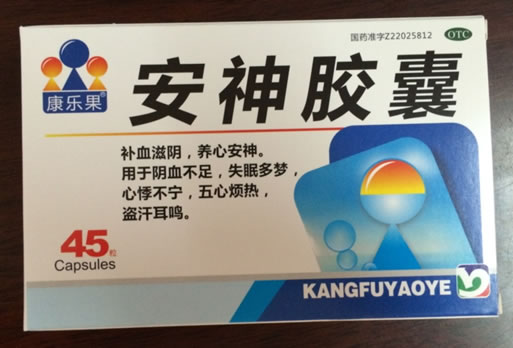 国药准字Z22025812
OTC
康乐果®
安神胶囊
补血滋阴，养心安神。
用于阴血不足，失眠多梦，
心悸不宁，五心烦热，
盗汗耳鸣。
45粒
Capsules
KANGFUYAOYE